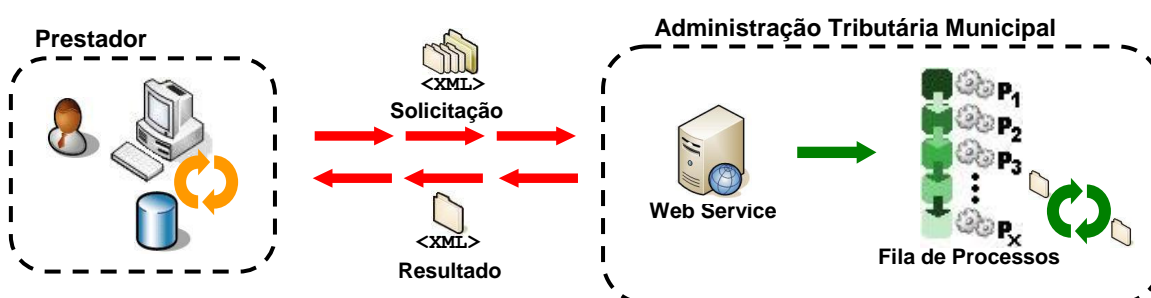 Prestador
<XML>
Solicitação
<XML>
Resultado
Administração Tributária Municipal
Web Service
P1
P2
P3
Px
Fila de Processos